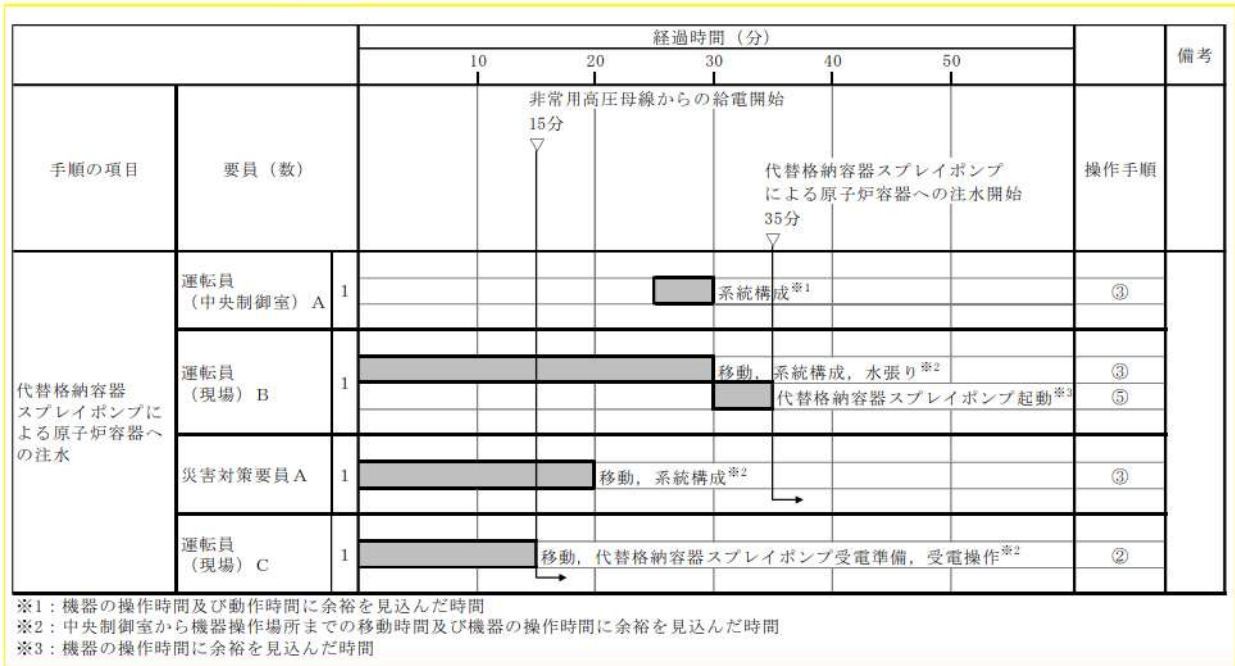 経過時間（分）
備考
10 20 30 40 50
手順の項目
要員（数）
非常用高圧母線からの給電開始
15分
▽
代替格納容器スプレイポンプ
による原子炉容器への注水開始
35分
▽
操作手順
代替格納容器
スプレイポンプに
よる原子炉容器へ
の注水
運転員
（中央制御室）A
1
系統構成※1
③
運転員
（現場）B
1
移動，系統構成，水張り※2
③
代替格納容器スプレイポンプ起動※3
⑤
災害対策要員A
1
移動，系統構成※2
③
運転員
（現場）C
1
移動，代替格納容器スプレイポンプ受電準備，受電操作※2
②
※1：機器の操作時間及び動作時間に余裕を見込んだ時間
※2：中央制御室から機器操作場所までの移動時間及び機器の操作時間に余裕を見込んだ時間
※3：機器の操作時間に余裕を見込んだ時間